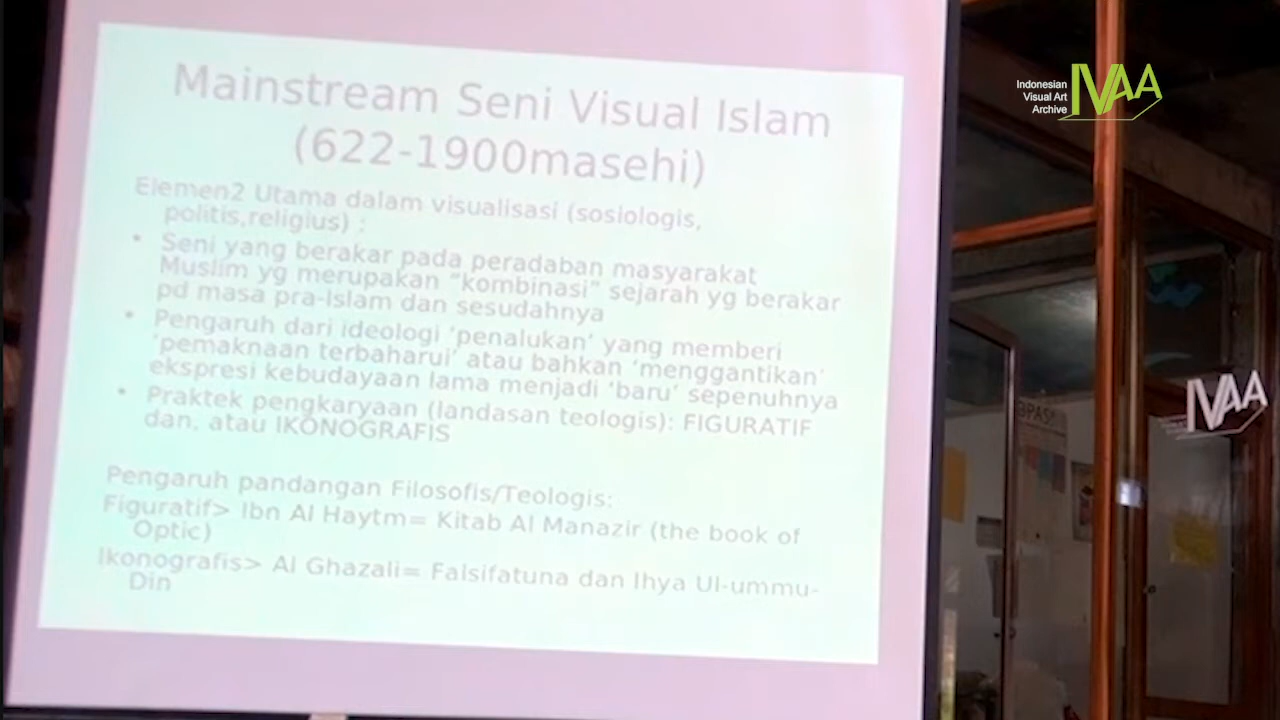 Mainstream Seni Visual Islam
(622-1900masehi)
Elemen2 Utama dalam visualisasi (sosiologis,
politis,religius) :
• Seni yang berakar pada peradaban masyarakat
Muslim yg merupakan “kombinasi” sejarah yg berakar
pd masa pra-Islam dan sesudahnya
• Pengaruh dari ideologi ‘penalukan’ yang memberi
‘pemaknaan terbaharui’ atau bahkan ‘menggantikan’
ekspresi kebudayaan lama menjadi ‘baru’ sepenuhnya
• Praktek pengkaryaan (landasan teologis): FIGURATIF
dan, atau IKONOGRAFIS
Pengaruh pandangan Filosofis/Teologis:
Figuratif> Ibn Al Haytm= Kitab Al Manazir (the book of
Optic)
Ikonografis> Al Ghazali= Falsifatuna dan Ihya Ul-ummu-
Din
Indonesian
Visual Art
Archive
IVAA
IVAA